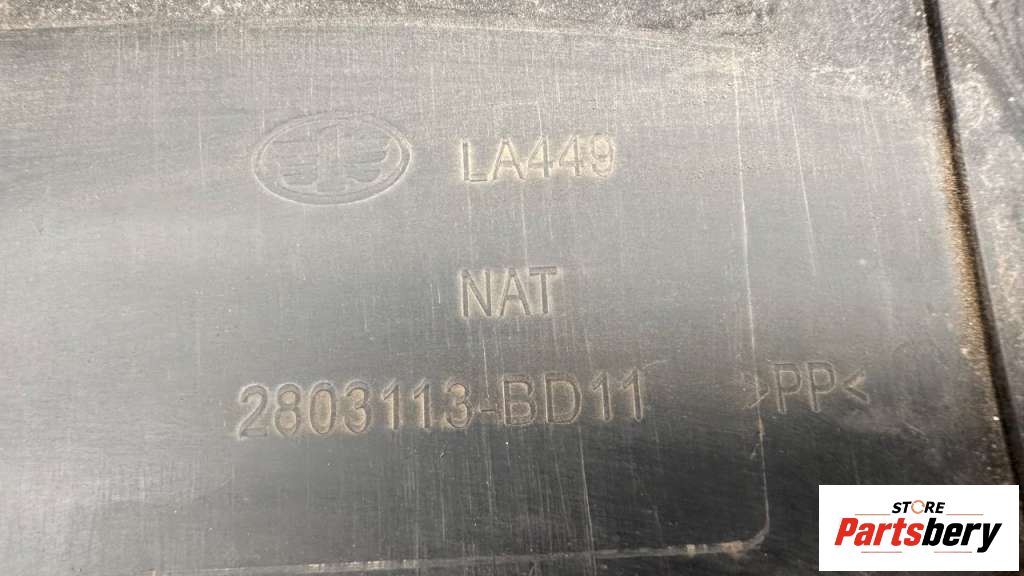 LA449
NAT
2803113-BD11
>PP<
STORE
Partsbery